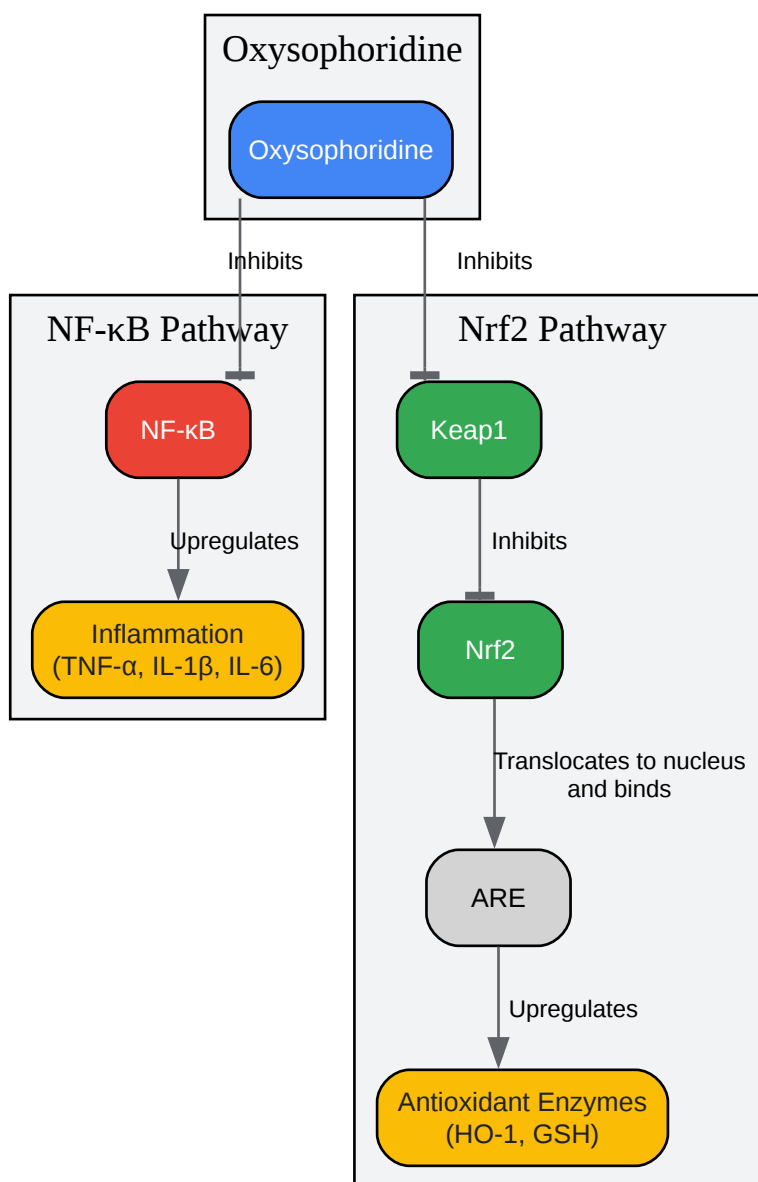 Oxysophoridine
Oxysophoridine
Inhibits
Inhibits
NF-κB Pathway
NF-κB
Upregulates
Inflammation
(TNF-α, IL-1β, IL-6)
Nrf2 Pathway
Keap1
Inhibits
Nrf2
Translocates to nucleus
and binds
ARE
Upregulates
Antioxidant Enzymes
(HO-1, GSH)